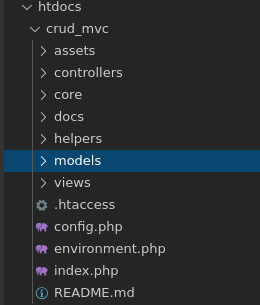 htdocs
crud_mvc
assets
controllers
core
docs
helpers
models
views
.htaccess
config.php
environment.php
index.php
README.md